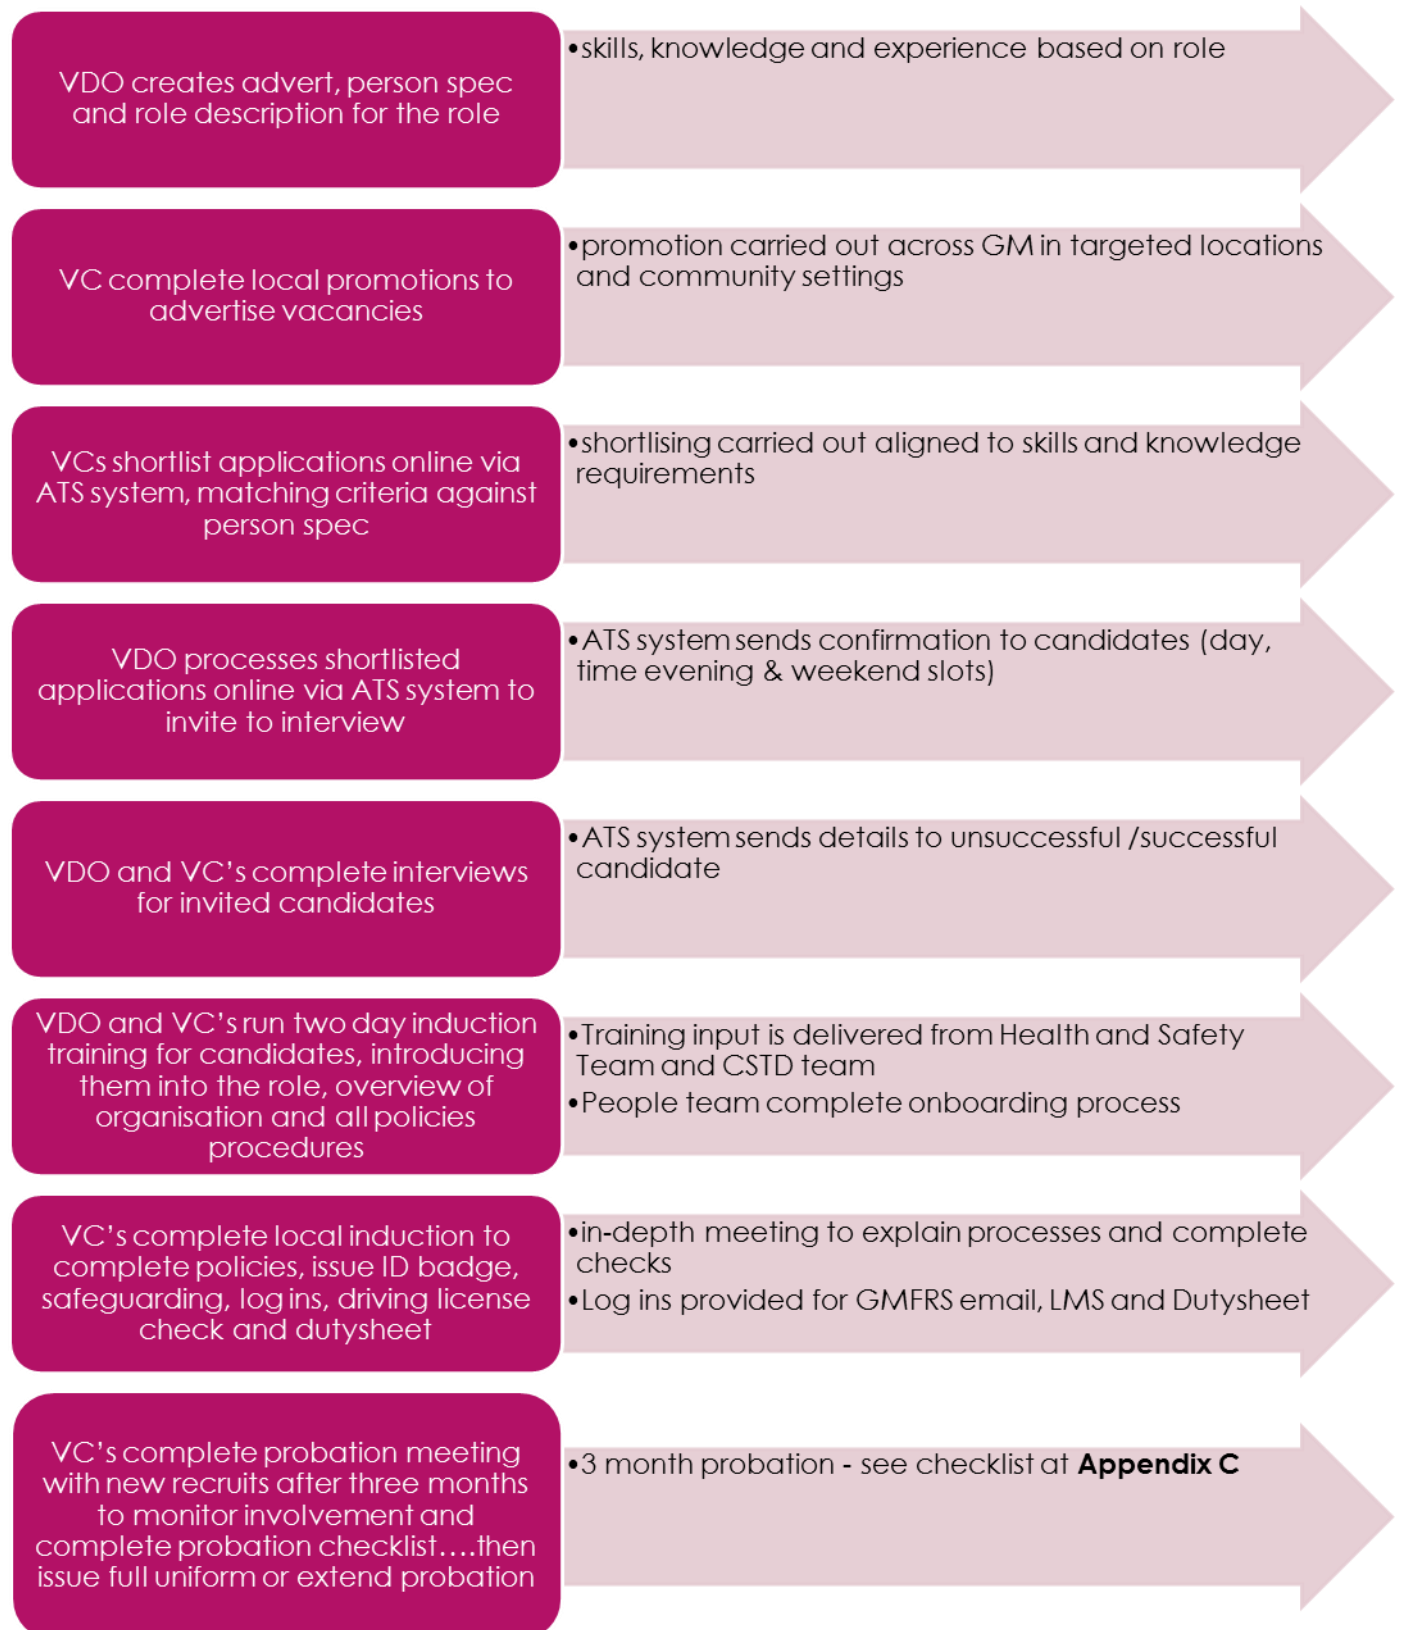 VDO creates advert, person spec
and role description for the role
•skills, knowledge and experience based on role
VC complete local promotions to
advertise vacancies
•promotion carried out across GM in targeted locations
and community settings
VCs shortlist applications online via
ATS system, matching criteria against
person spec
•shortlising carried out aligned to skills and knowledge
requirements
VDO processes shortlisted
applications online via ATS system to
invite to interview
•ATS system sends confirmation to candidates (day,
time evening & weekend slots)
VDO and VC’s complete interviews
for invited candidates
•ATS system sends details to unsuccessful /successful
candidate
VDO and VC’s run two day induction
training for candidates, introducing
them into the role, overview of
organisation and all policies
procedures
•Training input is delivered from Health and Safety
Team and CSTD team
•People team complete onboarding process
VC’s complete local induction to
complete policies, issue ID badge,
safeguarding, log ins, driving license
check and dutysheet
•in-depth meeting to explain processes and complete
checks
•Log ins provided for GMFRS email, LMS and Dutysheet
VC’s complete probation meeting
with new recruits after three months
to monitor involvement and
complete probation checklist….then
issue full uniform or extend probation
•3 month probation - see checklist at Appendix C